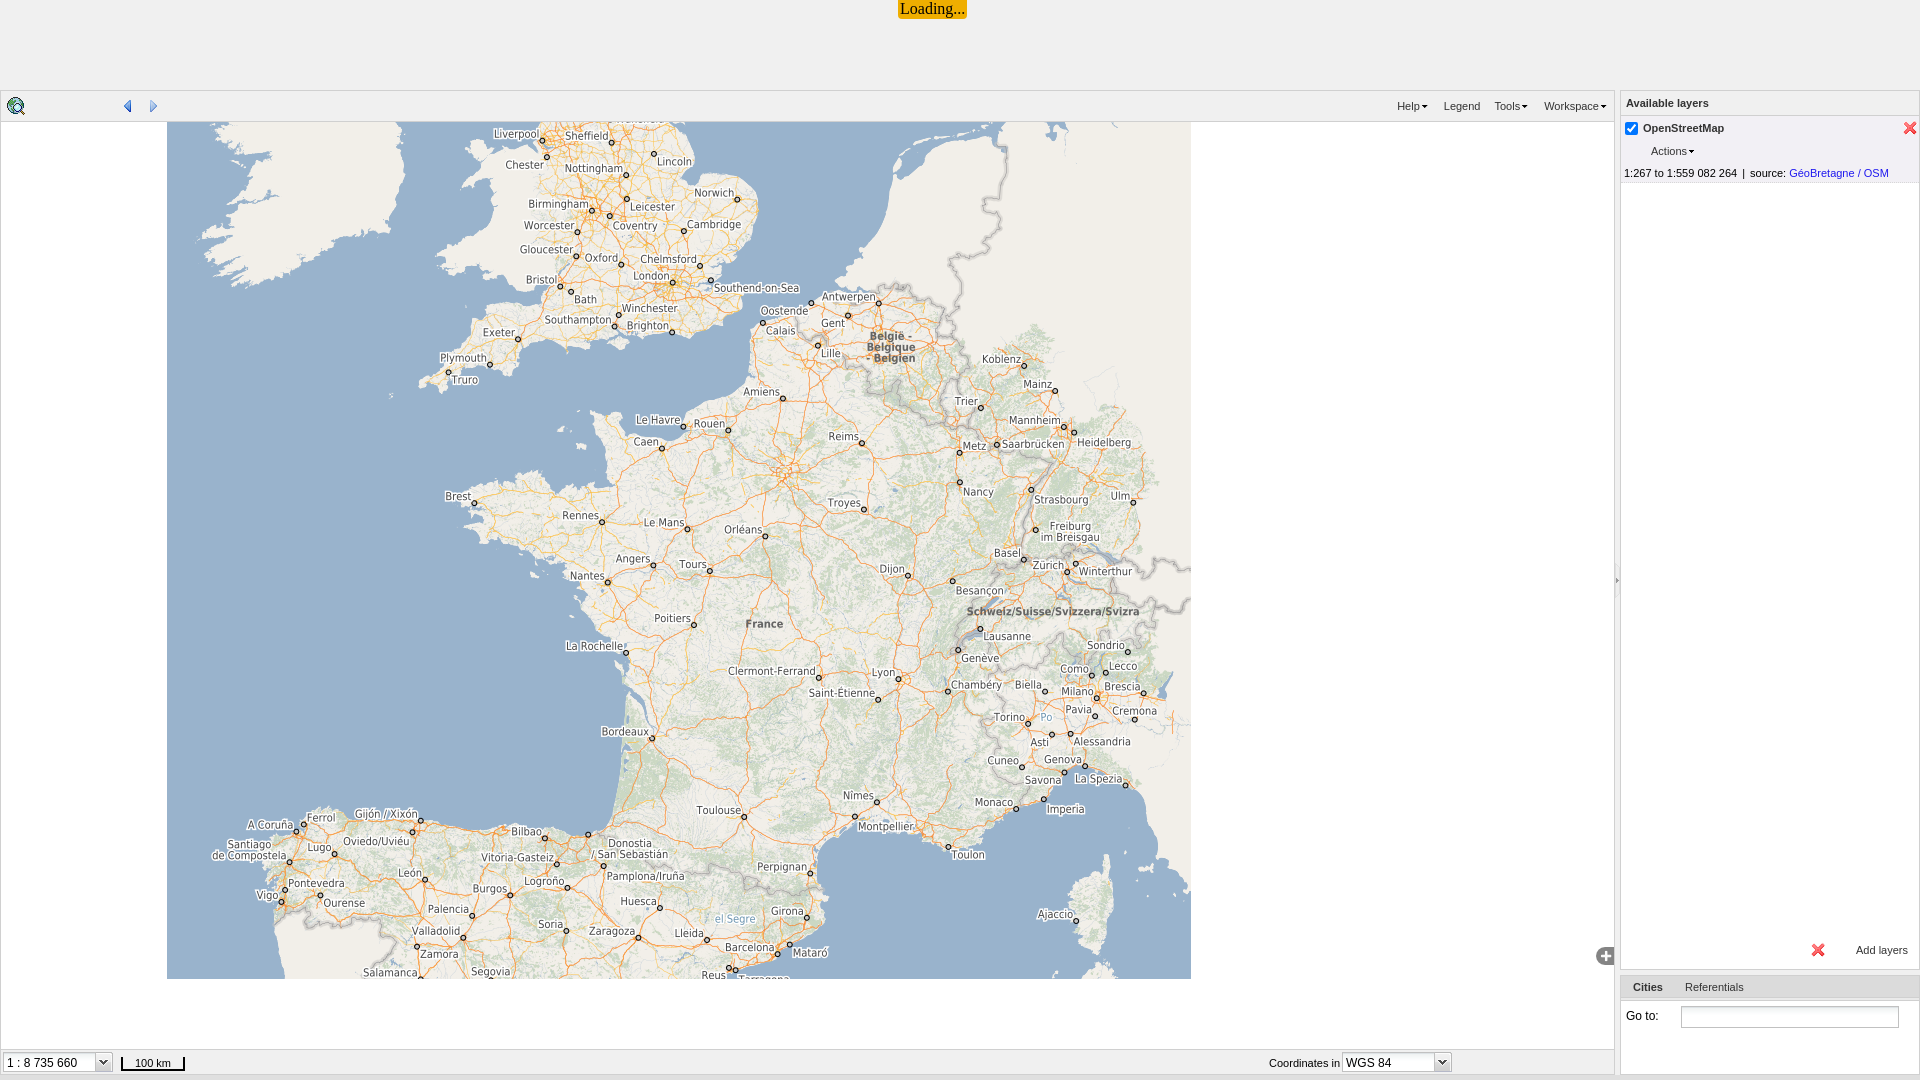 Loading...
Help
Legend
Tools
Workspace
Available layers
OpenStreetMap
Actions
1:267 to 1:559 082 264 | source: GéoBretagne / OSM
Liverpool
Sheffield
Chester
Lincoln
Nottingham
Norwich
Birmingham
Leicester
Worcester
Coventry
Cambridge
Gloucester
Oxford
Chelmsford
Bristol
London
Southend-on-Sea
Bath
Winchester
Southampton
Brighton
Exeter
Plymouth
Truro
Oostende
Antwerpen
Gent
Calais
Lille
België -
Belgique
- Belgien
Koblenz
Mainz
Amiens
Trier
Le Havre
Rouen
Mannheim
Caen
Reims
Metz
Saarbrücken
Heidelberg
Brest
Nancy
Strasbourg
Ulm
Troyes
Rennes
Le Mans
Orléans
Freiburg
im Breisgau
Angers
Tours
Dijon
Basel
Zürich
Winterthur
Nantes
Besançon
Schweiz/Suisse/Svizzera/Svizra
Poitiers
France
Lausanne
La Rochelle
Genève
Sondrio
Clermont-Ferrand
Lyon
Como
Lecco
Saint-Étienne
Chambéry
Biella
Milano
Brescia
Torino
Po
Pavia
Cremona
Bordeaux
Asti
Alessandria
Cuneo
Genova
Savona
La Spezia
Nîmes
Monaco
Imperia
Toulouse
Montpellier
Toulon
A Coruña
Ferrol
Gijón //Xixón
Santiago
de Compostela
Lugo
Oviedo/Uviéu
Bilbao
Donostia
/ San Sebastián
Vitoria-Gasteiz
Perpignan
León
Logroño
Pamplona/Iruña
Pontevedra
Burgos
Vigo
Ourense
Huesca
Palencia
el Segre
Girona
Ajaccio
Valladolid
Soria
Zaragoza
Lleida
Zamora
Barcelona
Mataró
Salamanca
Segovia
Reus
Tarragona
Add layers
Cities
Referentials
Go to:
1 : 8 735 660
100 km
Coordinates in
WGS 84